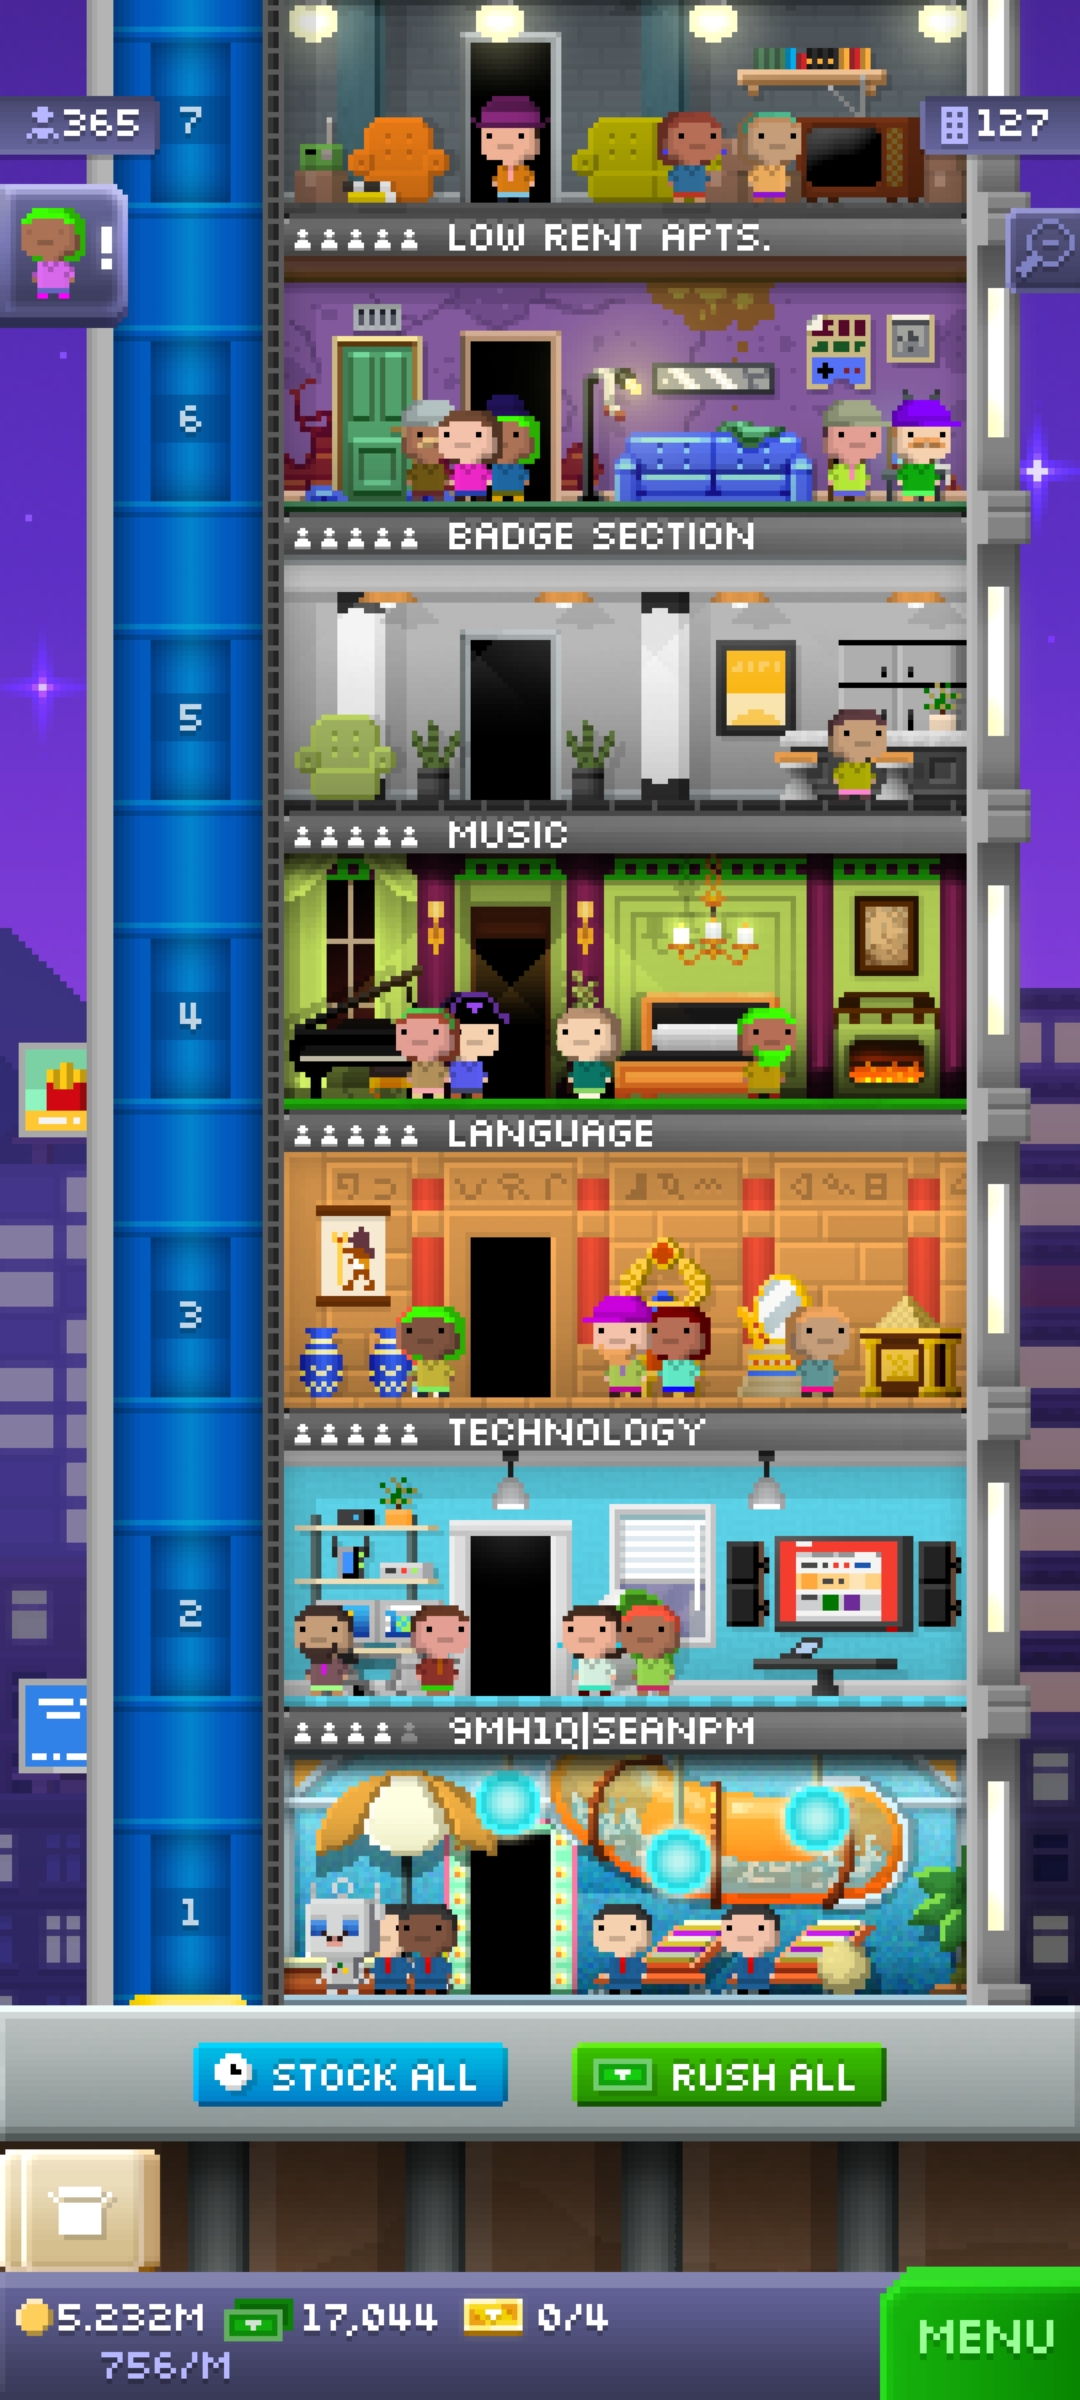 7
365
127
!
LOW RENT APTS.
6
BADGE SECTION
5
MUSIC
4
LANGUAGE
3
TECHNOLOGY
2
9MH1Q|SEANPM
1
STOCK ALL
RUSH ALL
5.232M
17,044
0/4
756/M
MENU